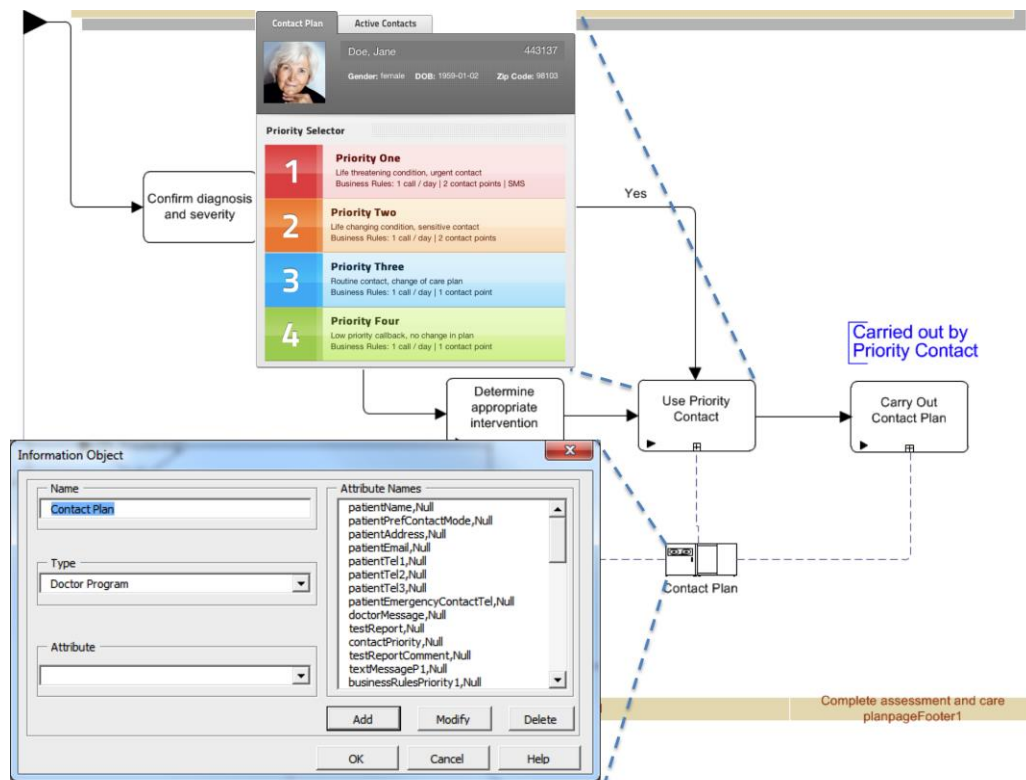 Contact Plan
Active Contacts
Doe, Jane
443137
Gender: female DOB: 1959-01-02 Zip Code: 98103
Priority Selector
1
Priority One
Life threatening condition, urgent contact
Business Rules: 1 call / day | 2 contact points | SMS
2
Priority Two
Life changing condition, sensitive contact
Business Rules: 1 call / day | 2 contact points
3
Priority Three
Routine contact, change of care plan
Business Rules: 1 call / day | 1 contact point
4
Priority Four
Low priority callback, no change in plan
Business Rules: 1 call / day | 1 contact point
Confirm diagnosis
and severity
Yes
Carried out by
Priority Contact
Determine
appropriate
intervention
Use Priority
Contact
Carry Out
Contact Plan
Contact Plan
Information Object
Name
Contact Plan
Type
Doctor Program
Attribute
Attribute Names
patientName,Null
patientPrefContactMode,Null
patientAddress,Null
patientEmail,Null
patientTel1,Null
patientTel2,Null
patientTel3,Null
patientEmergencyContactTel,Null
doctorMessage,Null
testReport,Null
contactPriority,Null
testReportComment,Null
textMessageP1,Null
businessRulesPriority1,Null
Add
Modify
Delete
OK
Cancel
Help
Complete assessment and care
planpageFooter1